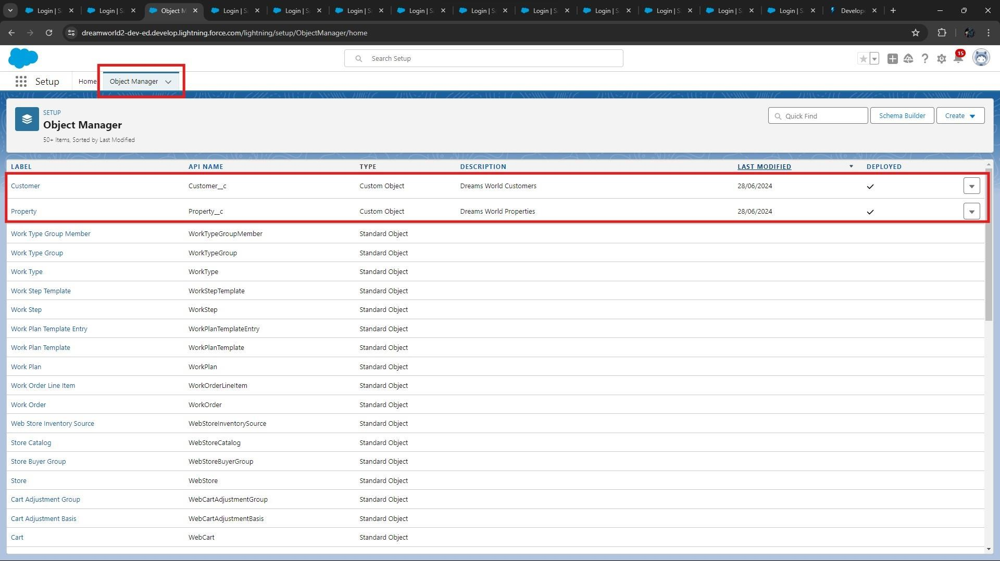 Login | S
Login | S
Object M
Login | S
Login | S
Login | S
Login | S
Login | S
Login | S
Login | S
Login | S
Login | S
Login | S
Develop
dreamworld2-dev-ed.develop.lightning.force.com/lightning/setup/ObjectManager/home
Search Setup
15
Setup Home Object Manager
SETUP
Object Manager
50+ Items, Sorted by Last Modified
Quick Find Schema Builder Create
LABEL API NAME TYPE DESCRIPTION LAST MODIFIED DEPLOYED
Customer Customer__c Custom Object Dreams World Customers 28/06/2024
Property Property__c Custom Object Dreams World Properties 28/06/2024
Work Type Group Member WorkTypeGroupMember Standard Object
Work Type Group WorkTypeGroup Standard Object
Work Type WorkType Standard Object
Work Step Template WorkStepTemplate Standard Object
Work Step WorkStep Standard Object
Work Plan Template Entry WorkPlanTemplateEntry Standard Object
Work Plan Template WorkPlanTemplate Standard Object
Work Plan WorkPlan Standard Object
Work Order Line Item WorkOrderLineItem Standard Object
Work Order WorkOrder Standard Object
Web Store Inventory Source WebStoreInventorySource Standard Object
Store Catalog WebStoreCatalog Standard Object
Store Buyer Group WebStoreBuyerGroup Standard Object
Store WebStore Standard Object
Cart Adjustment Group WebCartAdjustmentGroup Standard Object
Cart Adjustment Basis WebCartAdjustmentBasis Standard Object
Cart WebCart Standard Object